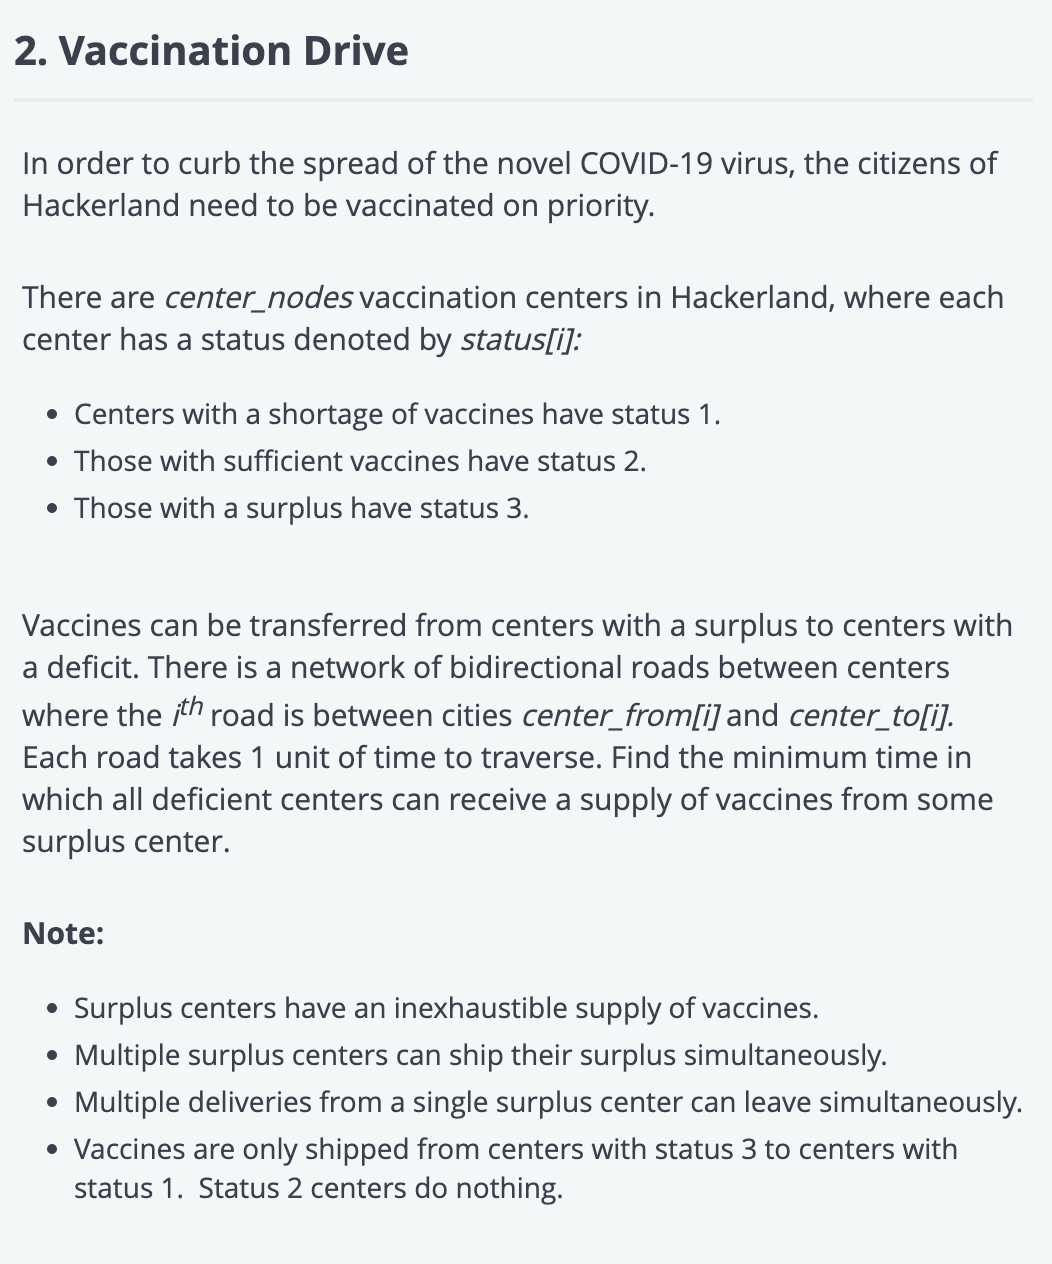 2. Vaccination Drive
In order to curb the spread of the novel COVID-19 virus, the citizens of
Hackerland need to be vaccinated on priority.
There are center_nodes vaccination centers in Hackerland, where each
center has a status denoted by status[i]:
• Centers with a shortage of vaccines have status 1.
• Those with sufficient vaccines have status 2.
• Those with a surplus have status 3.
Vaccines can be transferred from centers with a surplus to centers with
a deficit. There is a network of bidirectional roads between centers
where the ith road is between cities center_from[i] and center_to[i].
Each road takes 1 unit of time to traverse. Find the minimum time in
which all deficient centers can receive a supply of vaccines from some
surplus center.
Note:
• Surplus centers have an inexhaustible supply of vaccines.
• Multiple surplus centers can ship their surplus simultaneously.
• Multiple deliveries from a single surplus center can leave simultaneously.
• Vaccines are only shipped from centers with status 3 to centers with
status 1.  Status 2 centers do nothing.